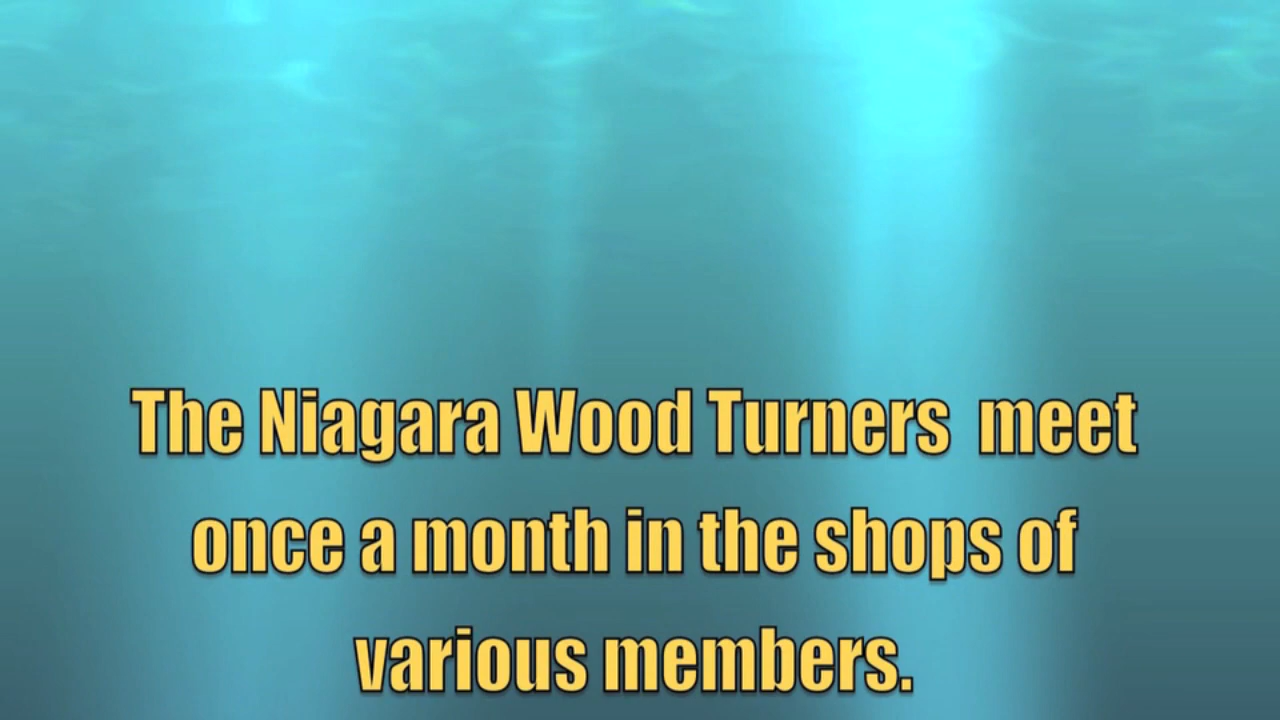 The Niagara Wood Turners  meet
once a month in the shops of
various members.